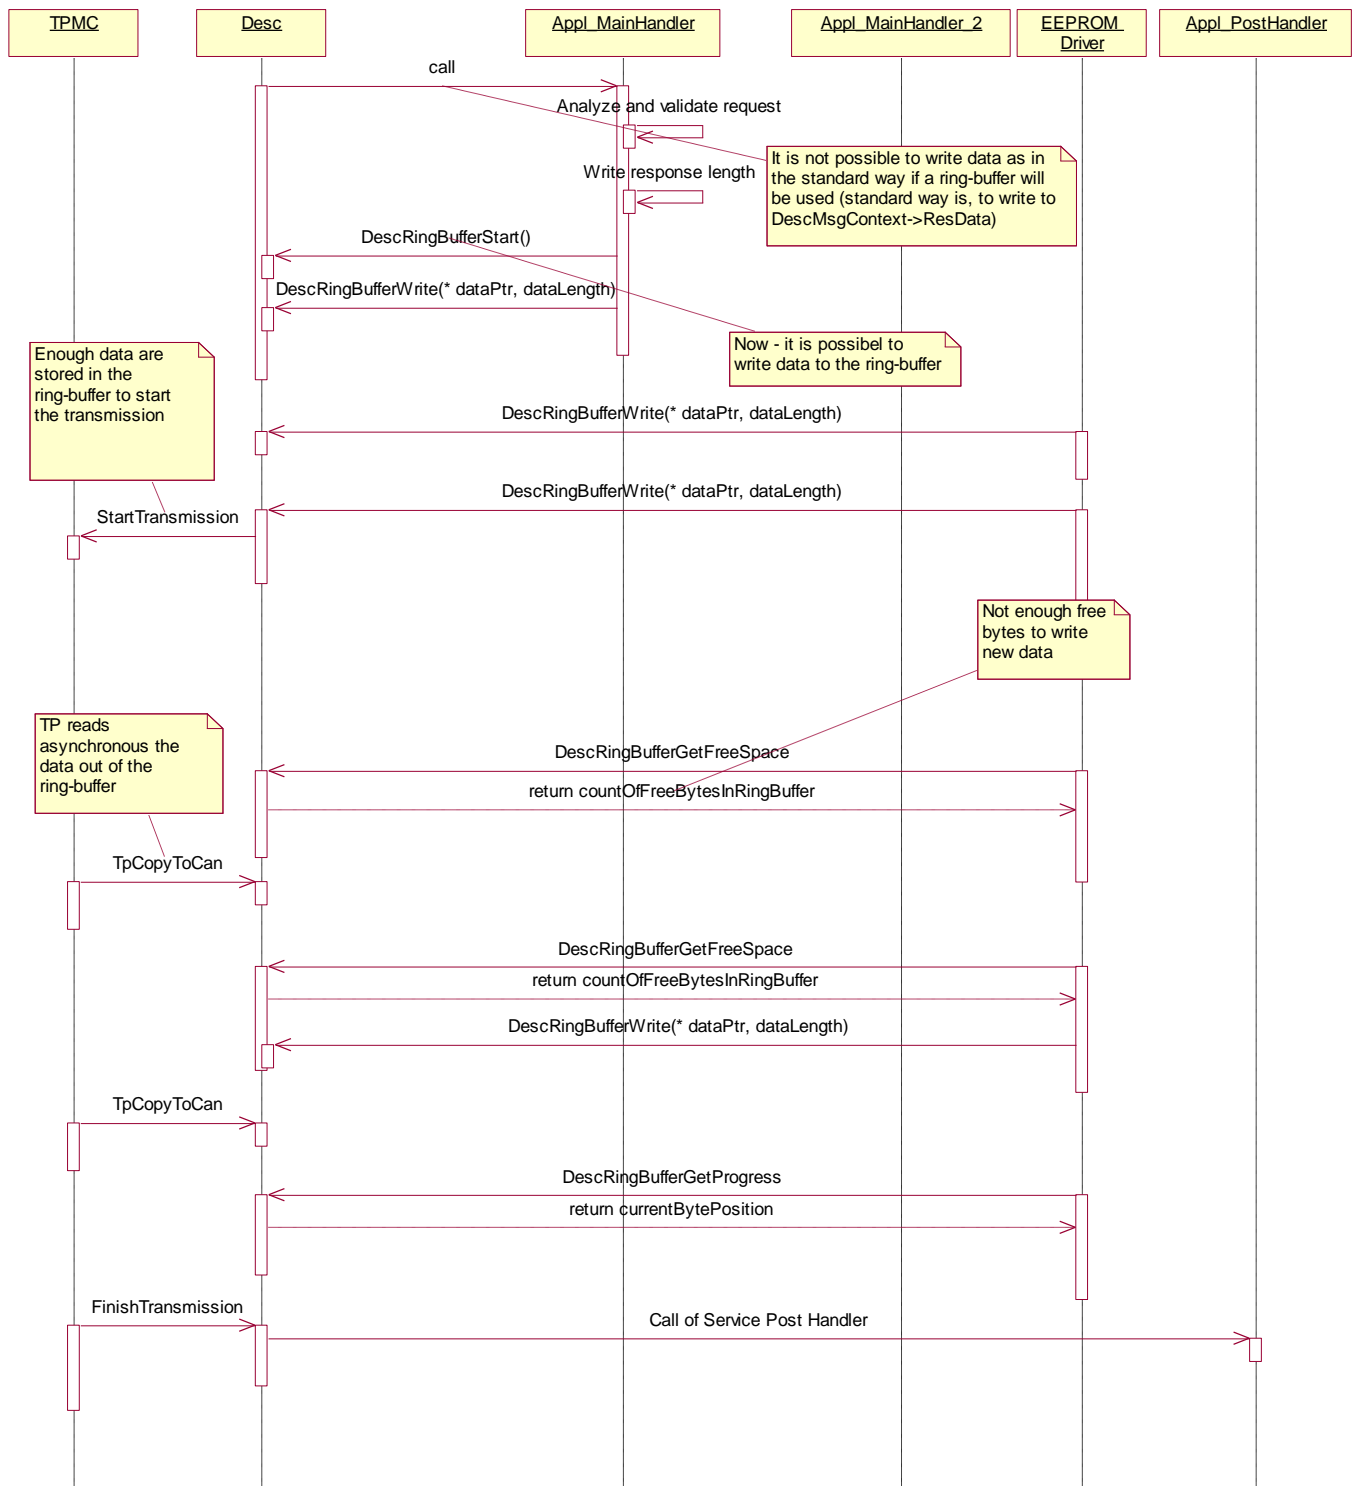 TPMC
Desc
Appl_MainHandler
Appl_MainHandler_2
EEPROM
Driver
Appl_PostHandler
call
Analyze and validate request
It is not possible to write data as in
the standard way if a ring-buffer will
be used (standard way is, to write to
DescMsgContext->ResData)
Write response length
DescRingBufferStart()
DescRingBufferWrite(* dataPtr, dataLength)
Now - it is possibel to
write data to the ring-buffer
Enough data are
stored in the
ring-buffer to start
the transmission
DescRingBufferWrite(* dataPtr, dataLength)
DescRingBufferWrite(* dataPtr, dataLength)
StartTransmission
Not enough free
bytes to write
new data
TP reads
asynchronous the
data out of the
ring-buffer
DescRingBufferGetFreeSpace
return countOfFreeBytesInRingBuffer
TpCopyToCan
DescRingBufferGetFreeSpace
return countOfFreeBytesInRingBuffer
DescRingBufferWrite(* dataPtr, dataLength)
TpCopyToCan
DescRingBufferGetProgress
return currentBytePosition
FinishTransmission
Call of Service Post Handler